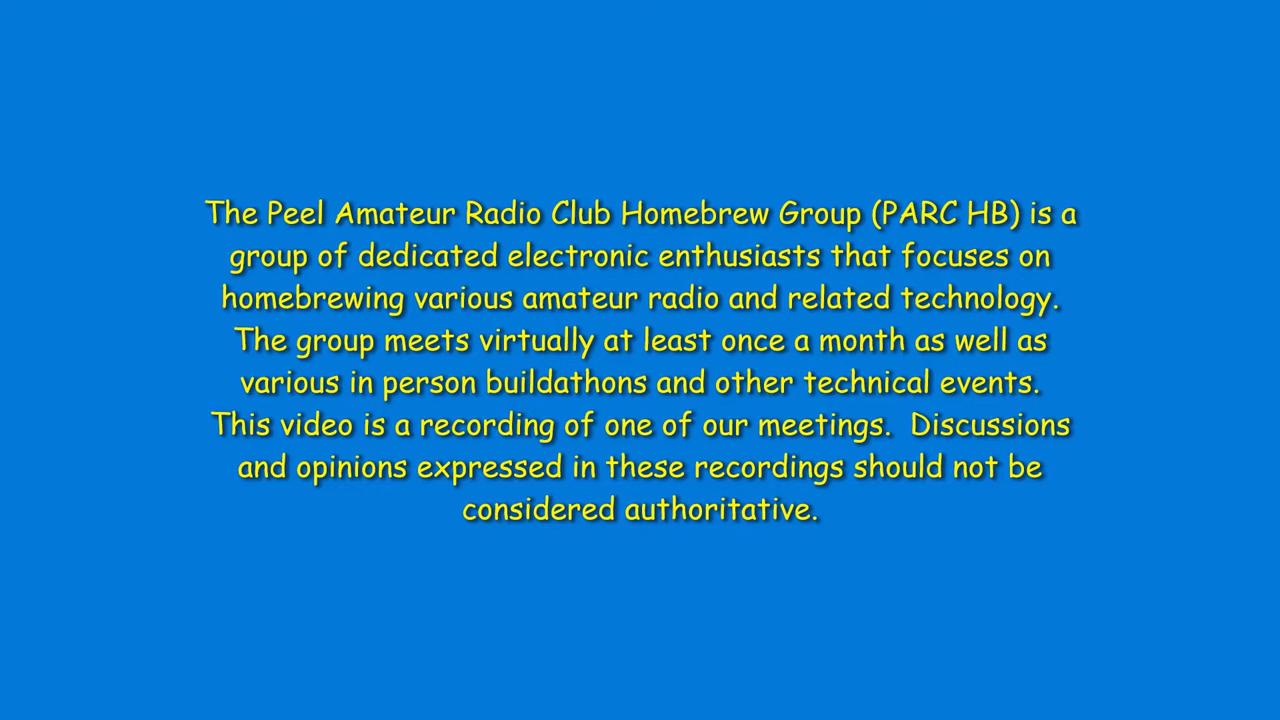 The Peel Amateur Radio Club Homebrew Group (PARC HB) is a
group of dedicated electronic enthusiasts that focuses on
homebrewing various amateur radio and related technology.
The group meets virtually at least once a month as well as
various in person buildathons and other technical events.
This video is a recording of one of our meetings.  Discussions
and opinions expressed in these recordings should not be
considered authoritative.